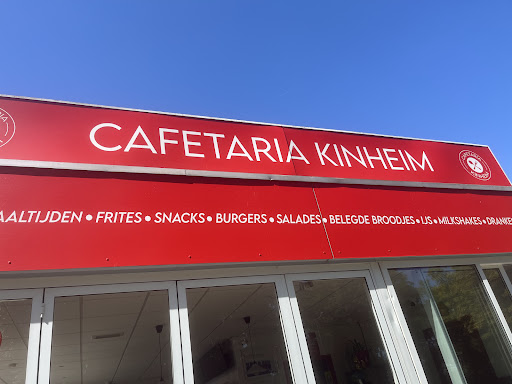 CAFETARIA KINHEIM
AALTIJDEN • FRITES • SNACKS • BURGERS • SALADES • BELEGDE BROODJES • IJS • MILKSHAKES • DRANKE